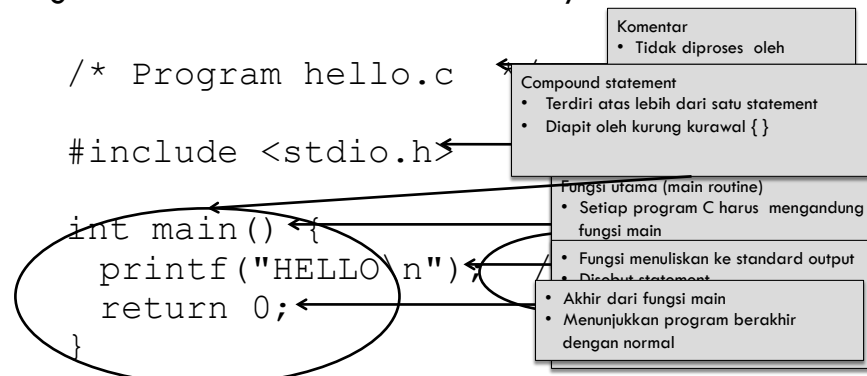 Komentar
• Tidak diproses oleh
/* Program hello.c */
Compound statement
• Terdiri atas lebih dari satu statement
• Diapit oleh kurung kurawal { }
#include <stdio.h>
Fungsi utama (main routine)
• Setiap program C harus mengandung
fungsi main
int main() {
printf("HELLO\n");
• Fungsi menuliskan ke standard output
• Disebut statement
return 0;
• Akhir dari fungsi main
• Menunjukkan program berakhir
dengan normal
}